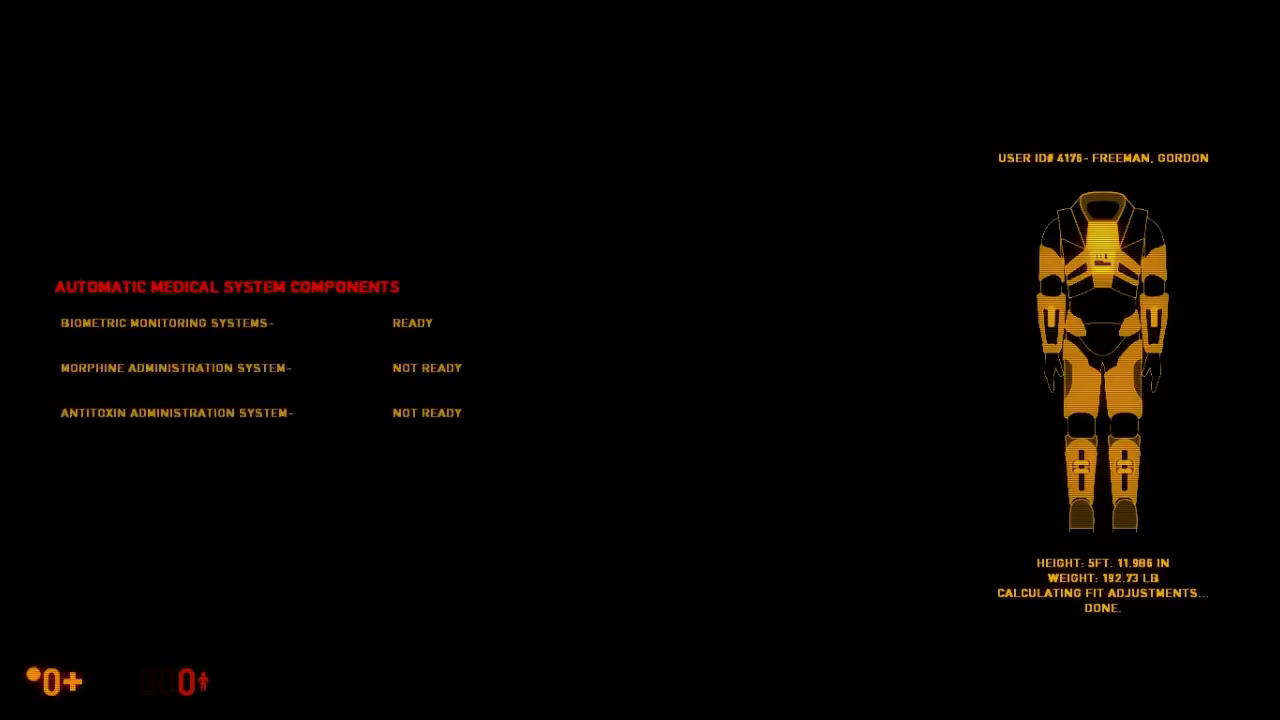 USER ID# 4176- FREEMAN, GORDON
AUTOMATIC MEDICAL SYSTEM COMPONENTS
BIOMETRIC MONITORING SYSTEMS- READY
MORPHINE ADMINISTRATION SYSTEM- NOT READY
ANTITOXIN ADMINISTRATION SYSTEM- NOT READY
HEIGHT: 5FT. 11.986 IN
WEIGHT: 192.73 LB
CALCULATING FIT ADJUSTMENTS...
DONE.
0+ 0